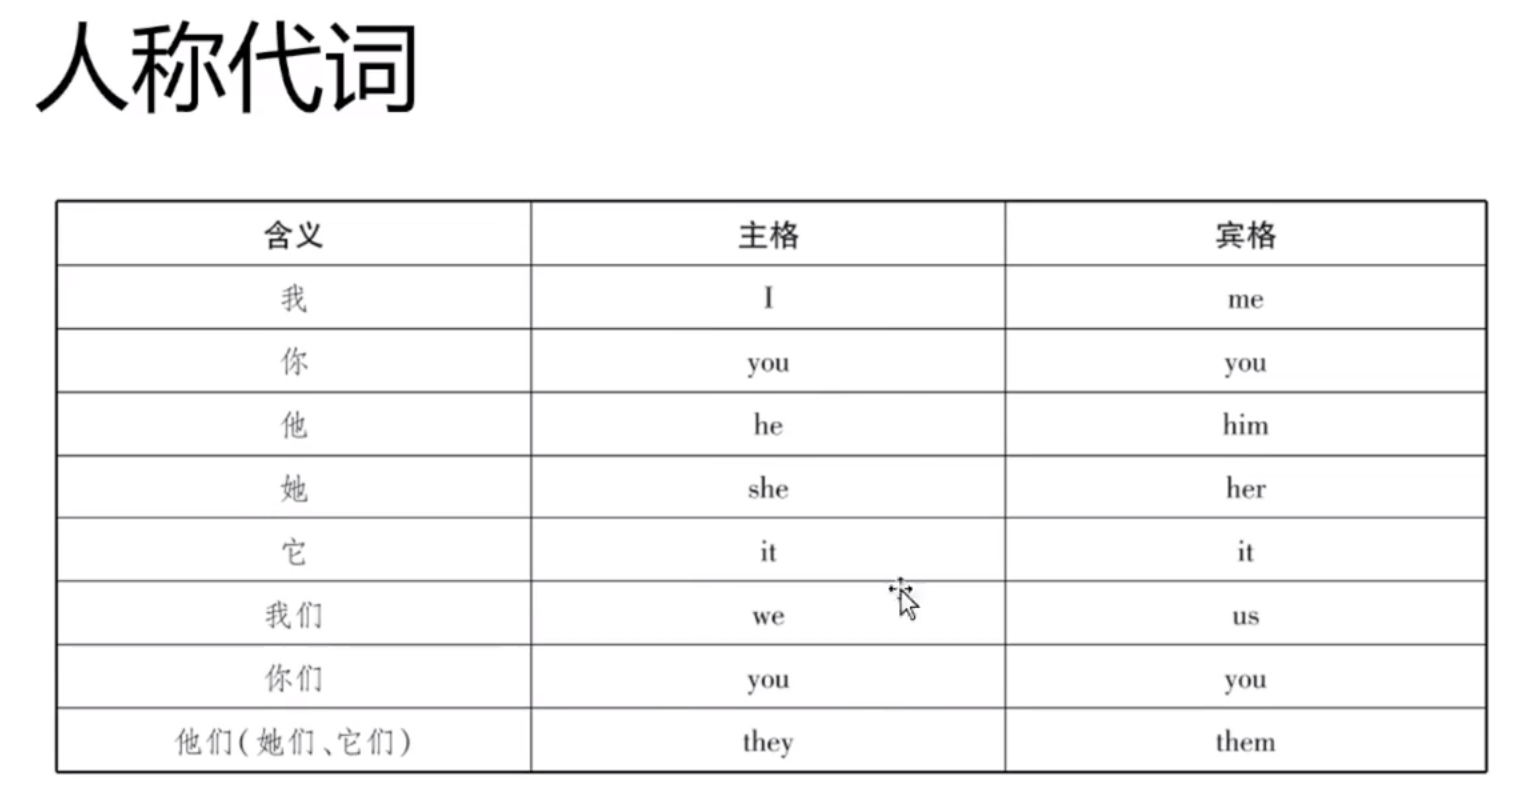 人称代词
含义 主格 宾格
我 I me
你 you you
他 he him
她 she her
它 it it
我们 we us
你们 you you
他们(她们、它们) they them